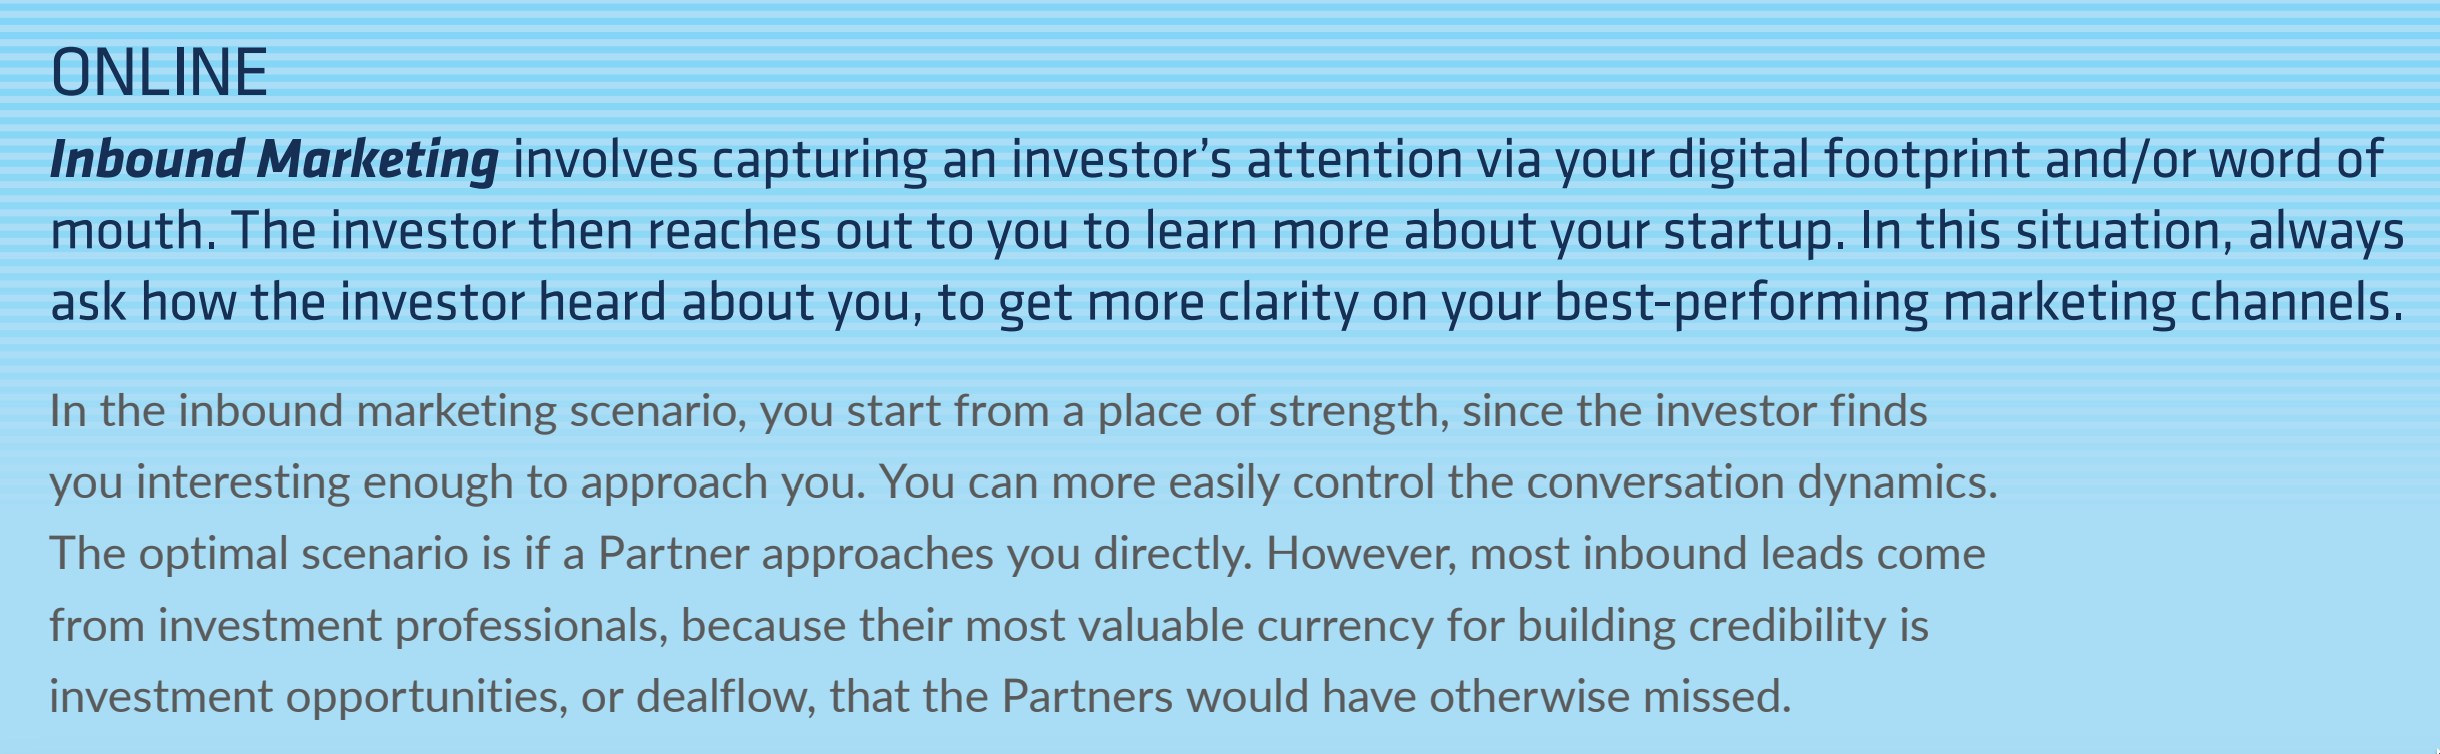 ONLINE
Inbound Marketing involves capturing an investor’s attention via your digital footprint and/or word of
mouth. The investor then reaches out to you to learn more about your startup. In this situation, always
ask how the investor heard about you, to get more clarity on your best-performing marketing channels.
In the inbound marketing scenario, you start from a place of strength, since the investor finds
you interesting enough to approach you. You can more easily control the conversation dynamics.
The optimal scenario is if a Partner approaches you directly. However, most inbound leads come
from investment professionals, because their most valuable currency for building credibility is
investment opportunities, or dealflow, that the Partners would have otherwise missed.